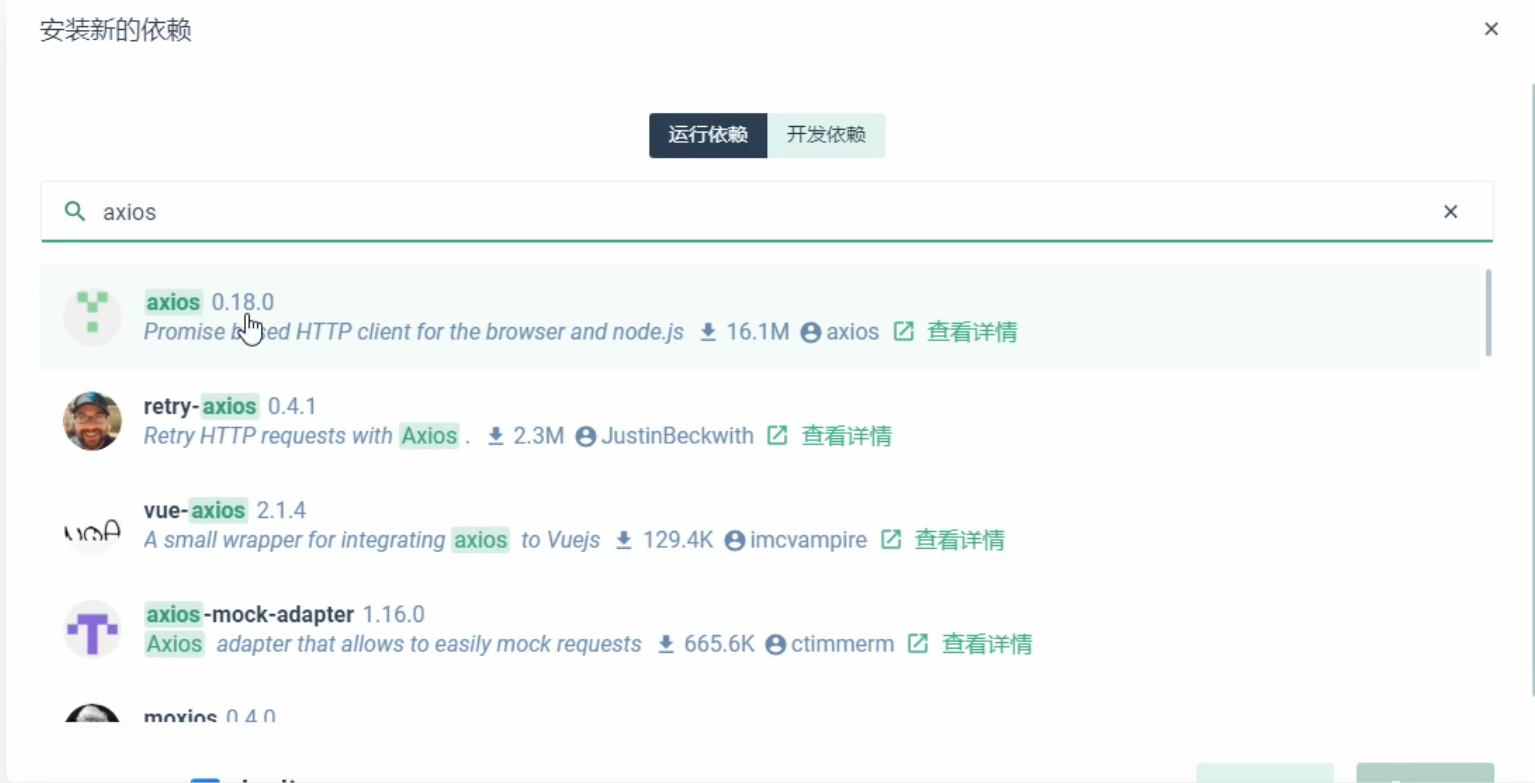 安装新的依赖
运行依赖 开发依赖
axios
axios 0.18.0
Promise based HTTP client for the browser and node.js 16.1M axios 查看详情
retry-axios 0.4.1
Retry HTTP requests with Axios . 2.3M JustinBeckwith 查看详情
vue-axios 2.1.4
A small wrapper for integrating axios to Vuejs 129.4K imcvampire 查看详情
axios-mock-adapter 1.16.0
Axios adapter that allows to easily mock requests 665.6K ctimmerm 查看详情
moxios 0.4.0